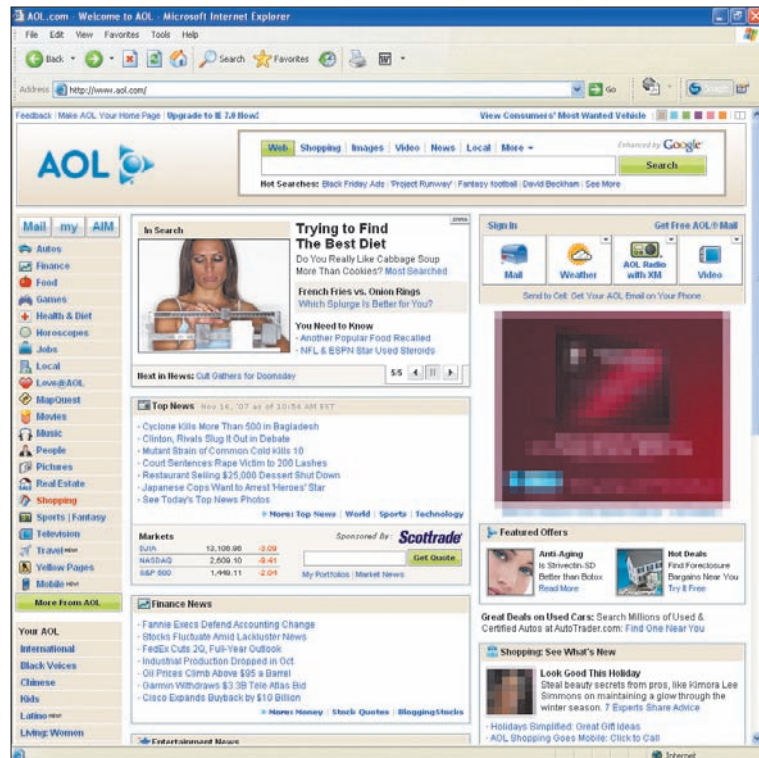 AOL.com - Welcome to AOL - Microsoft Internet Explorer
File Edit View Favorites Tools Help
Back Search Favorites
Address http://www.aol.com/ Go
Feedback | Make AOL Your Home Page | Upgrade to IE 7.0 Now!
View Consumers' Most Wanted Vehicle
AOL
Web Shopping Images Video News Local More
Enhanced by Google
Search
Hot Searches: Black Friday Ads | 'Project Runway' | Fantasy football | David Beckham | See More
Mail my AIM
Autos
Finance
Food
Games
Health & Diet
Horoscopes
Jobs
Local
Love@AOL
MapQuest
Movies
Music
People
Pictures
Real Estate
Shopping
Sports | Fantasy
Television
Travel NEW!
Yellow Pages
Mobile NEW!
More From AOL
Your AOL
International
Black Voices
Chinese
Kids
Latino NEW!
Living: Women
In Search
Trying to Find
The Best Diet
Do You Really Like Cabbage Soup
More Than Cookies? Most Searched
French Fries vs. Onion Rings
Which Splurge Is Better for You?
You Need to Know
· Another Popular Food Recalled
· NFL & ESPN Star Used Steroids
Next in News: Cult Gathers for Doomsday
5/5
Top News Nov 16, '07 as of 10:54 AM EST
· Cyclone Kills More Than 500 in Bagladesh
· Clinton, Rivals Slug It Out in Debate
· Mutant Strain of Common Cold Kills 10
· Court Sentences Rape Victim to 200 Lashes
· Restaurant Selling $25,000 Dessert Shut Down
· Japanese Cops Want to Arrest 'Heroes' Star
· See Today's Top News Photos
More: Top News | World | Sports | Technology
Markets
DJIA 13,106.96 -3.09
NASDAQ 2,609.10 -9.41
S&P 500 1,449.11 -2.04
Sponsored By: Scottrade
Get Quote
My Portfolios | Market News
Finance News
· Fannie Execs Defend Accounting Change
· Stocks Fluctuate Amid Lackluster News
· FedEx Cuts 2Q, Full-Year Outlook
· Industrial Production Dropped in Oct.
· Oil Prices Climb Above $95 a Barrel
· Garmin Withdraws $3.3B Tele Atlas Bid
· Cisco Expands Buyback by $10 Billion
More: Money | Stock Quotes | BloggingStocks
Entertainment News
Sign In Get Free AOL® Mail
Mail
Weather
AOL Radio
with XM
Video
Send to Cell: Get Your AOL Email on Your Phone
Featured Offers
Anti-Aging
Is Strivectin-SD
Better than Botox
Read More
Hot Deals
Find Foreclosure
Bargains Near You
Try It Free
Great Deals on Used Cars: Search Millions of Used &
Certified Autos at AutoTrader.com: Find One Near You
Shopping: See What's New
Look Good This Holiday
Steal beauty secrets from pros, like Kimora Lee
Simmons on maintaining a glow through the
winter season. 7 Experts Share Advice
· Holidays Simplified: Great Gift Ideas
· AOL Shopping Goes Mobile: Click to Call
Internet